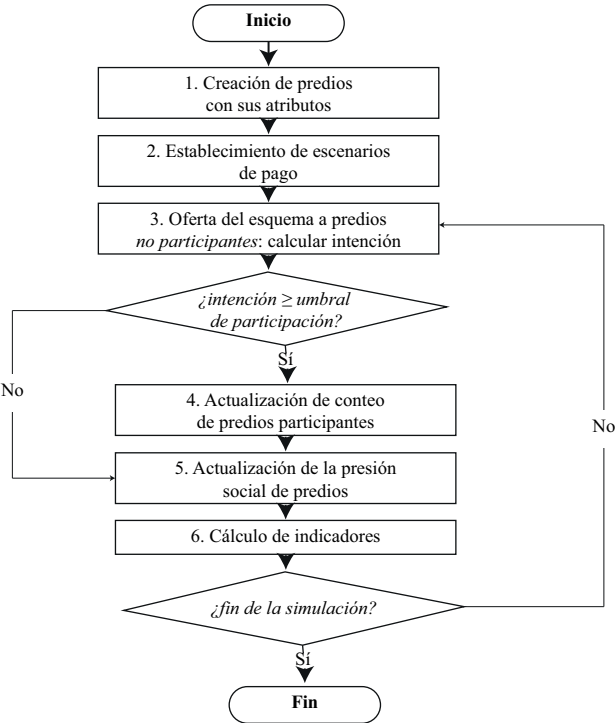 Inicio
1. Creación de predios
con sus atributos
2. Establecimiento de escenarios
de pago
3. Oferta del esquema a predios
no participantes: calcular intención
¿intención ≥ umbral
de participación?
Sí
No
4. Actualización de conteo
de predios participantes
No
5. Actualización de la presión
social de predios
6. Cálculo de indicadores
¿fin de la simulación?
Sí
Fin